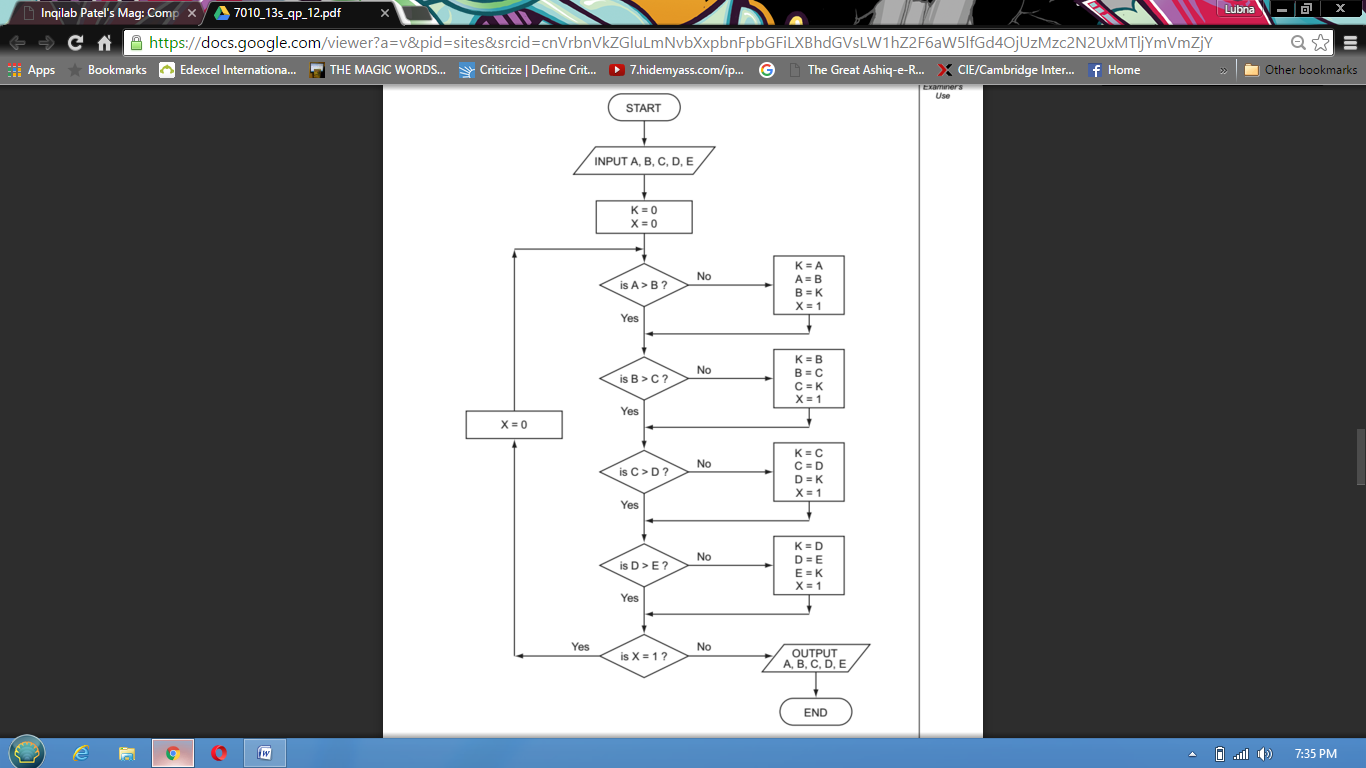 Inqilab Patel's Mag: Comp
7010_13s_qp_12.pdf
Lubna
https://docs.google.com/viewer?a=v&pid=sites&srcid=cnVrbnVkZGluLmNvbXxpbnFpbGFiLXBhdGVsLW1hZ2F6aW5lfGd4OjUzMzc2N2UxMTljYmVmZjY
Apps
Bookmarks
Edexcel Internationa...
THE MAGIC WORDS...
Criticize | Define Crit...
7.hidemyass.com/ip...
The Great Ashiq-e-R...
CIE/Cambridge Inter...
Home
»
Other bookmarks
Examiner's
Use
START
INPUT A, B, C, D, E
K = 0
X = 0
is A > B ?
No
K = A
A = B
B = K
X = 1
Yes
is B > C ?
No
K = B
B = C
C = K
X = 1
Yes
X = 0
is C > D ?
No
K = C
C = D
D = K
X = 1
Yes
is D > E ?
No
K = D
D = E
E = K
X = 1
Yes
Yes
is X = 1 ?
No
OUTPUT
A, B, C, D, E
END
7:35 PM